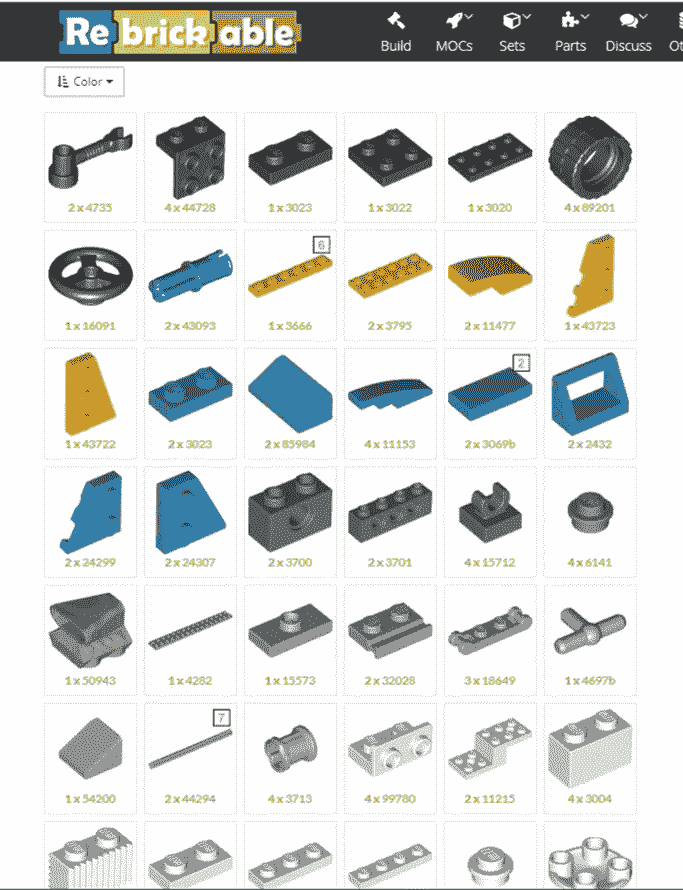 Rebrickable
Build MOCs Sets Parts Discuss Ot
Color
2 x 4735 4 x 44728 1 x 3023 1 x 3022 1 x 3020 4 x 89201
6
1 x 16091 2 x 43093 1 x 3666 2 x 3795 2 x 11477 1 x 43723
2
1 x 43722 2 x 3023 2 x 85984 4 x 11153 2 x 3069b 2 x 2432
2 x 24299 2 x 24307 2 x 3700 2 x 3701 4 x 15712 4 x 6141
1 x 50943 1 x 4282 1 x 15573 2 x 32028 3 x 18649 1 x 4697b
7
1 x 54200 2 x 44294 4 x 3713 4 x 99780 2 x 11215 4 x 3004